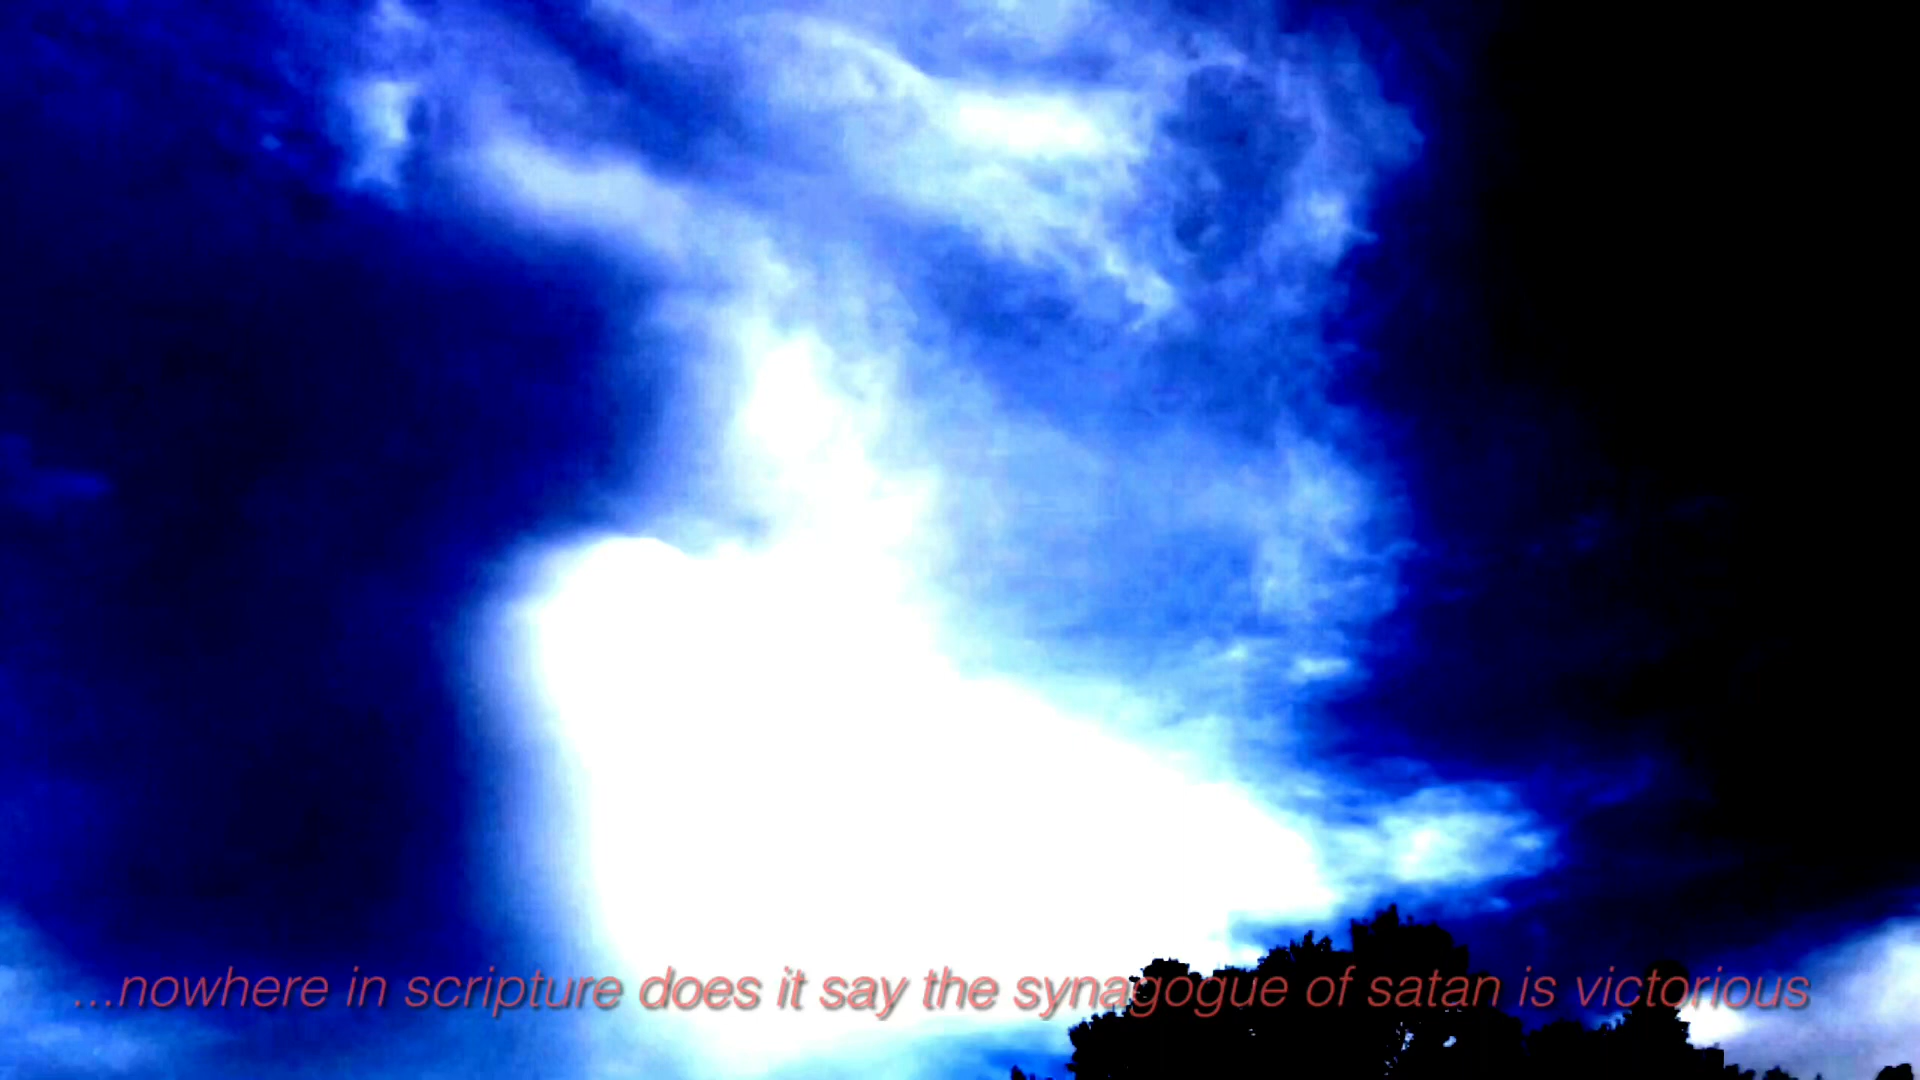 ...nowhere in scripture does it say the synagogue of satan is victorious